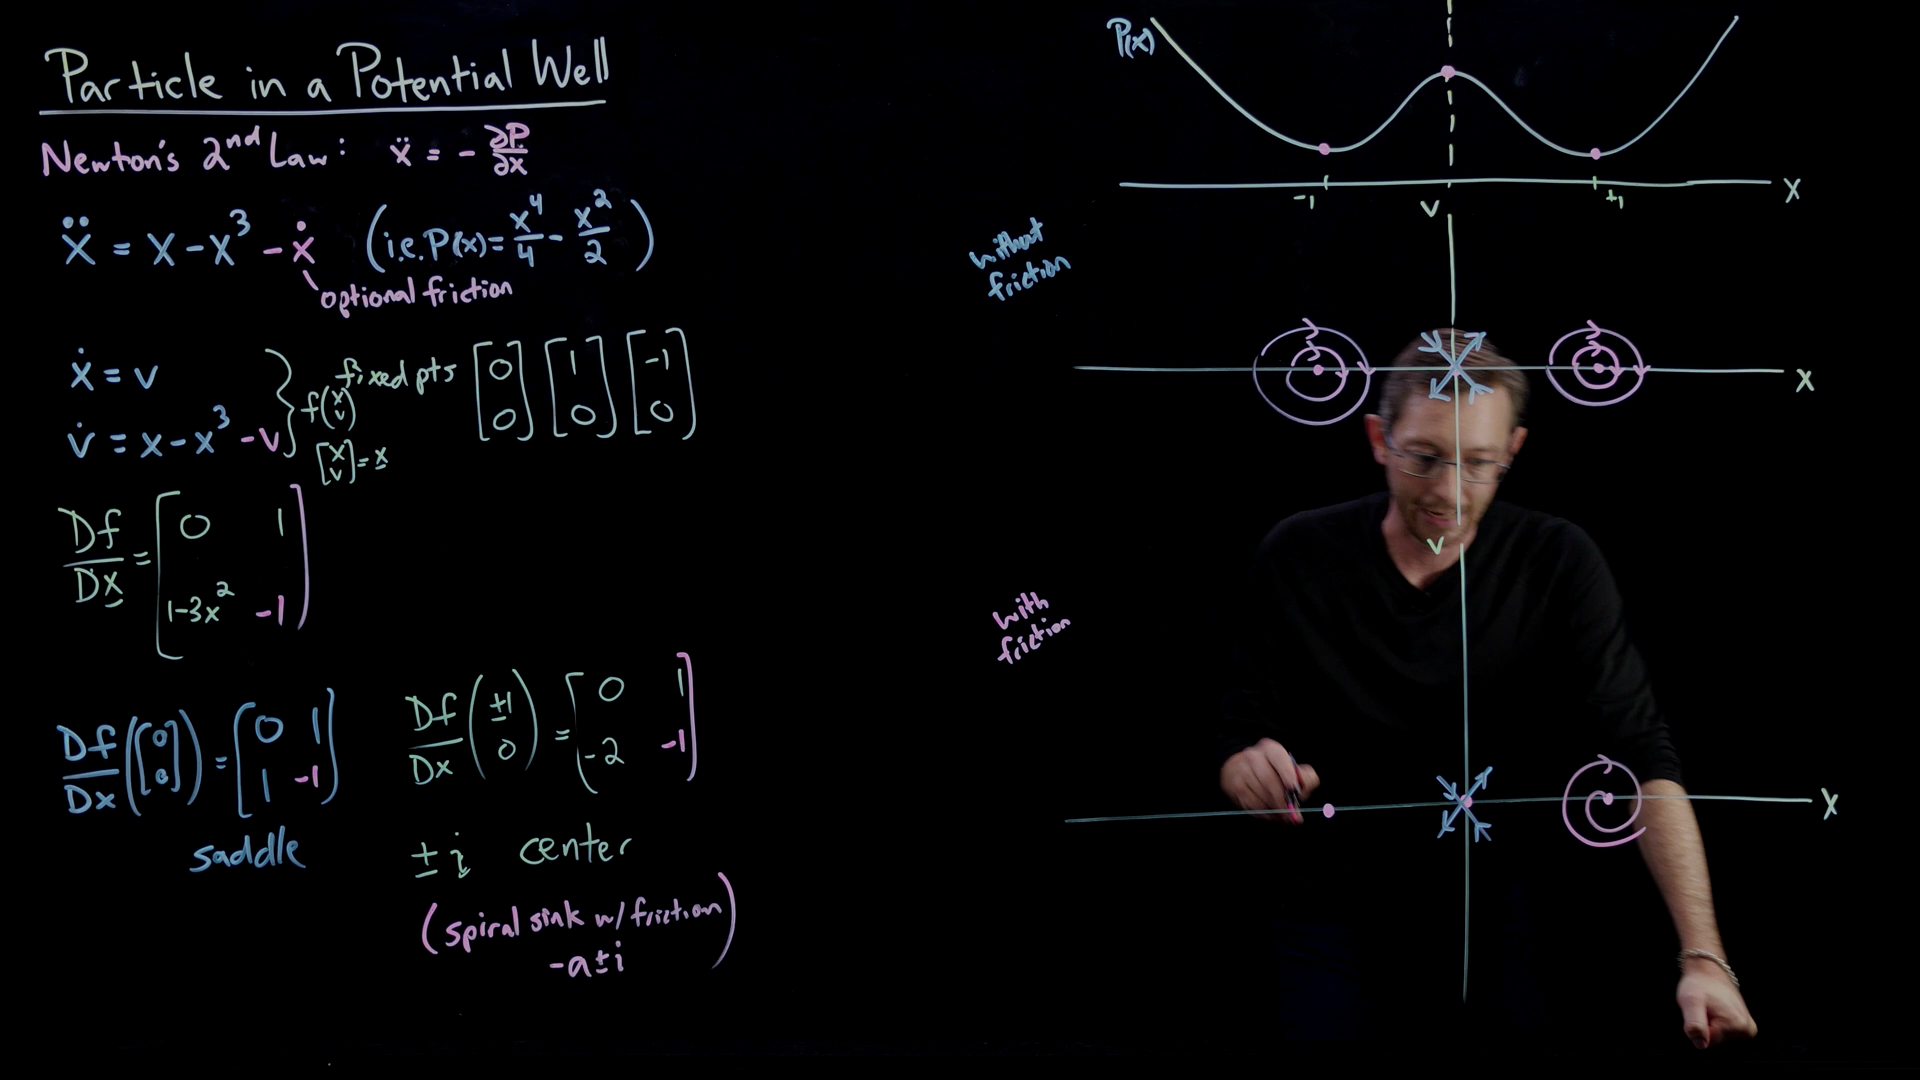 Particle in a Potential Well
Newton's 2nd Law: ẍ = - ∂P/∂x
ẍ = x - x³ - ẋ (i.e. P(x) = x⁴/4 - x²/2)
optional friction
ẋ = v
v̇ = x - x³ - v
f(x v)
[x v] = x
fixed pts [0 0] [1 0] [-1 0]
Df/Dx = [0 1 1-3x² -1]
Df/Dx([0 0]) = [0 1 1 -1]
saddle
Df/Dx(±1 0) = [0 1 -2 -1]
± i center
(spiral sink w/ friction)
-a±i
P(x)
-1
+1
x
without
friction
v
x
with
friction
v
x